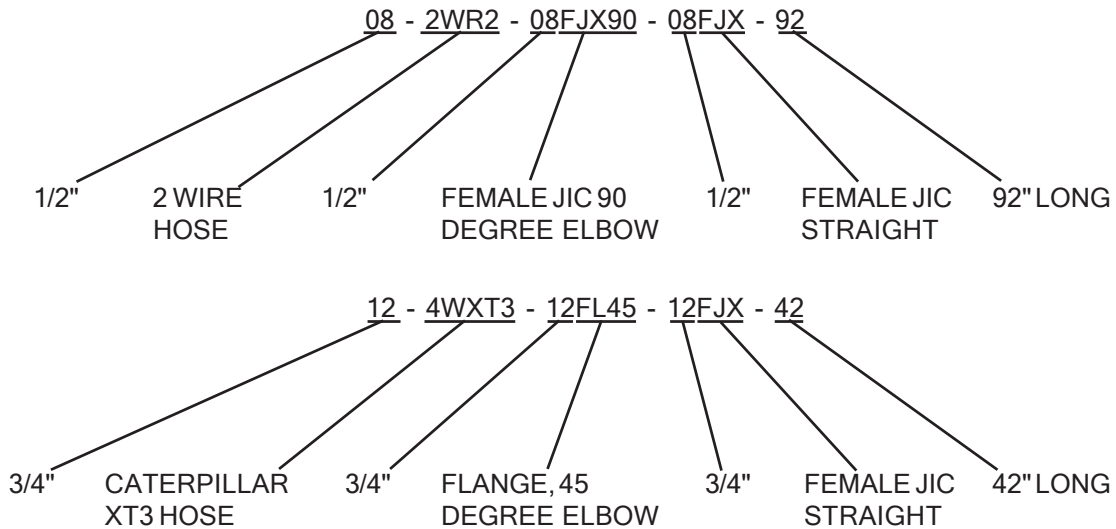 08 - 2WR2 - 08FJX90 - 08FJX - 92
1/2" 2 WIRE HOSE 1/2" FEMALE JIC 90 DEGREE ELBOW 1/2" FEMALE JIC STRAIGHT 92" LONG
12 - 4WXT3 - 12FL45 - 12FJX - 42
3/4" CATERPILLAR XT3 HOSE 3/4" FLANGE, 45 DEGREE ELBOW 3/4" FEMALE JIC STRAIGHT 42" LONG